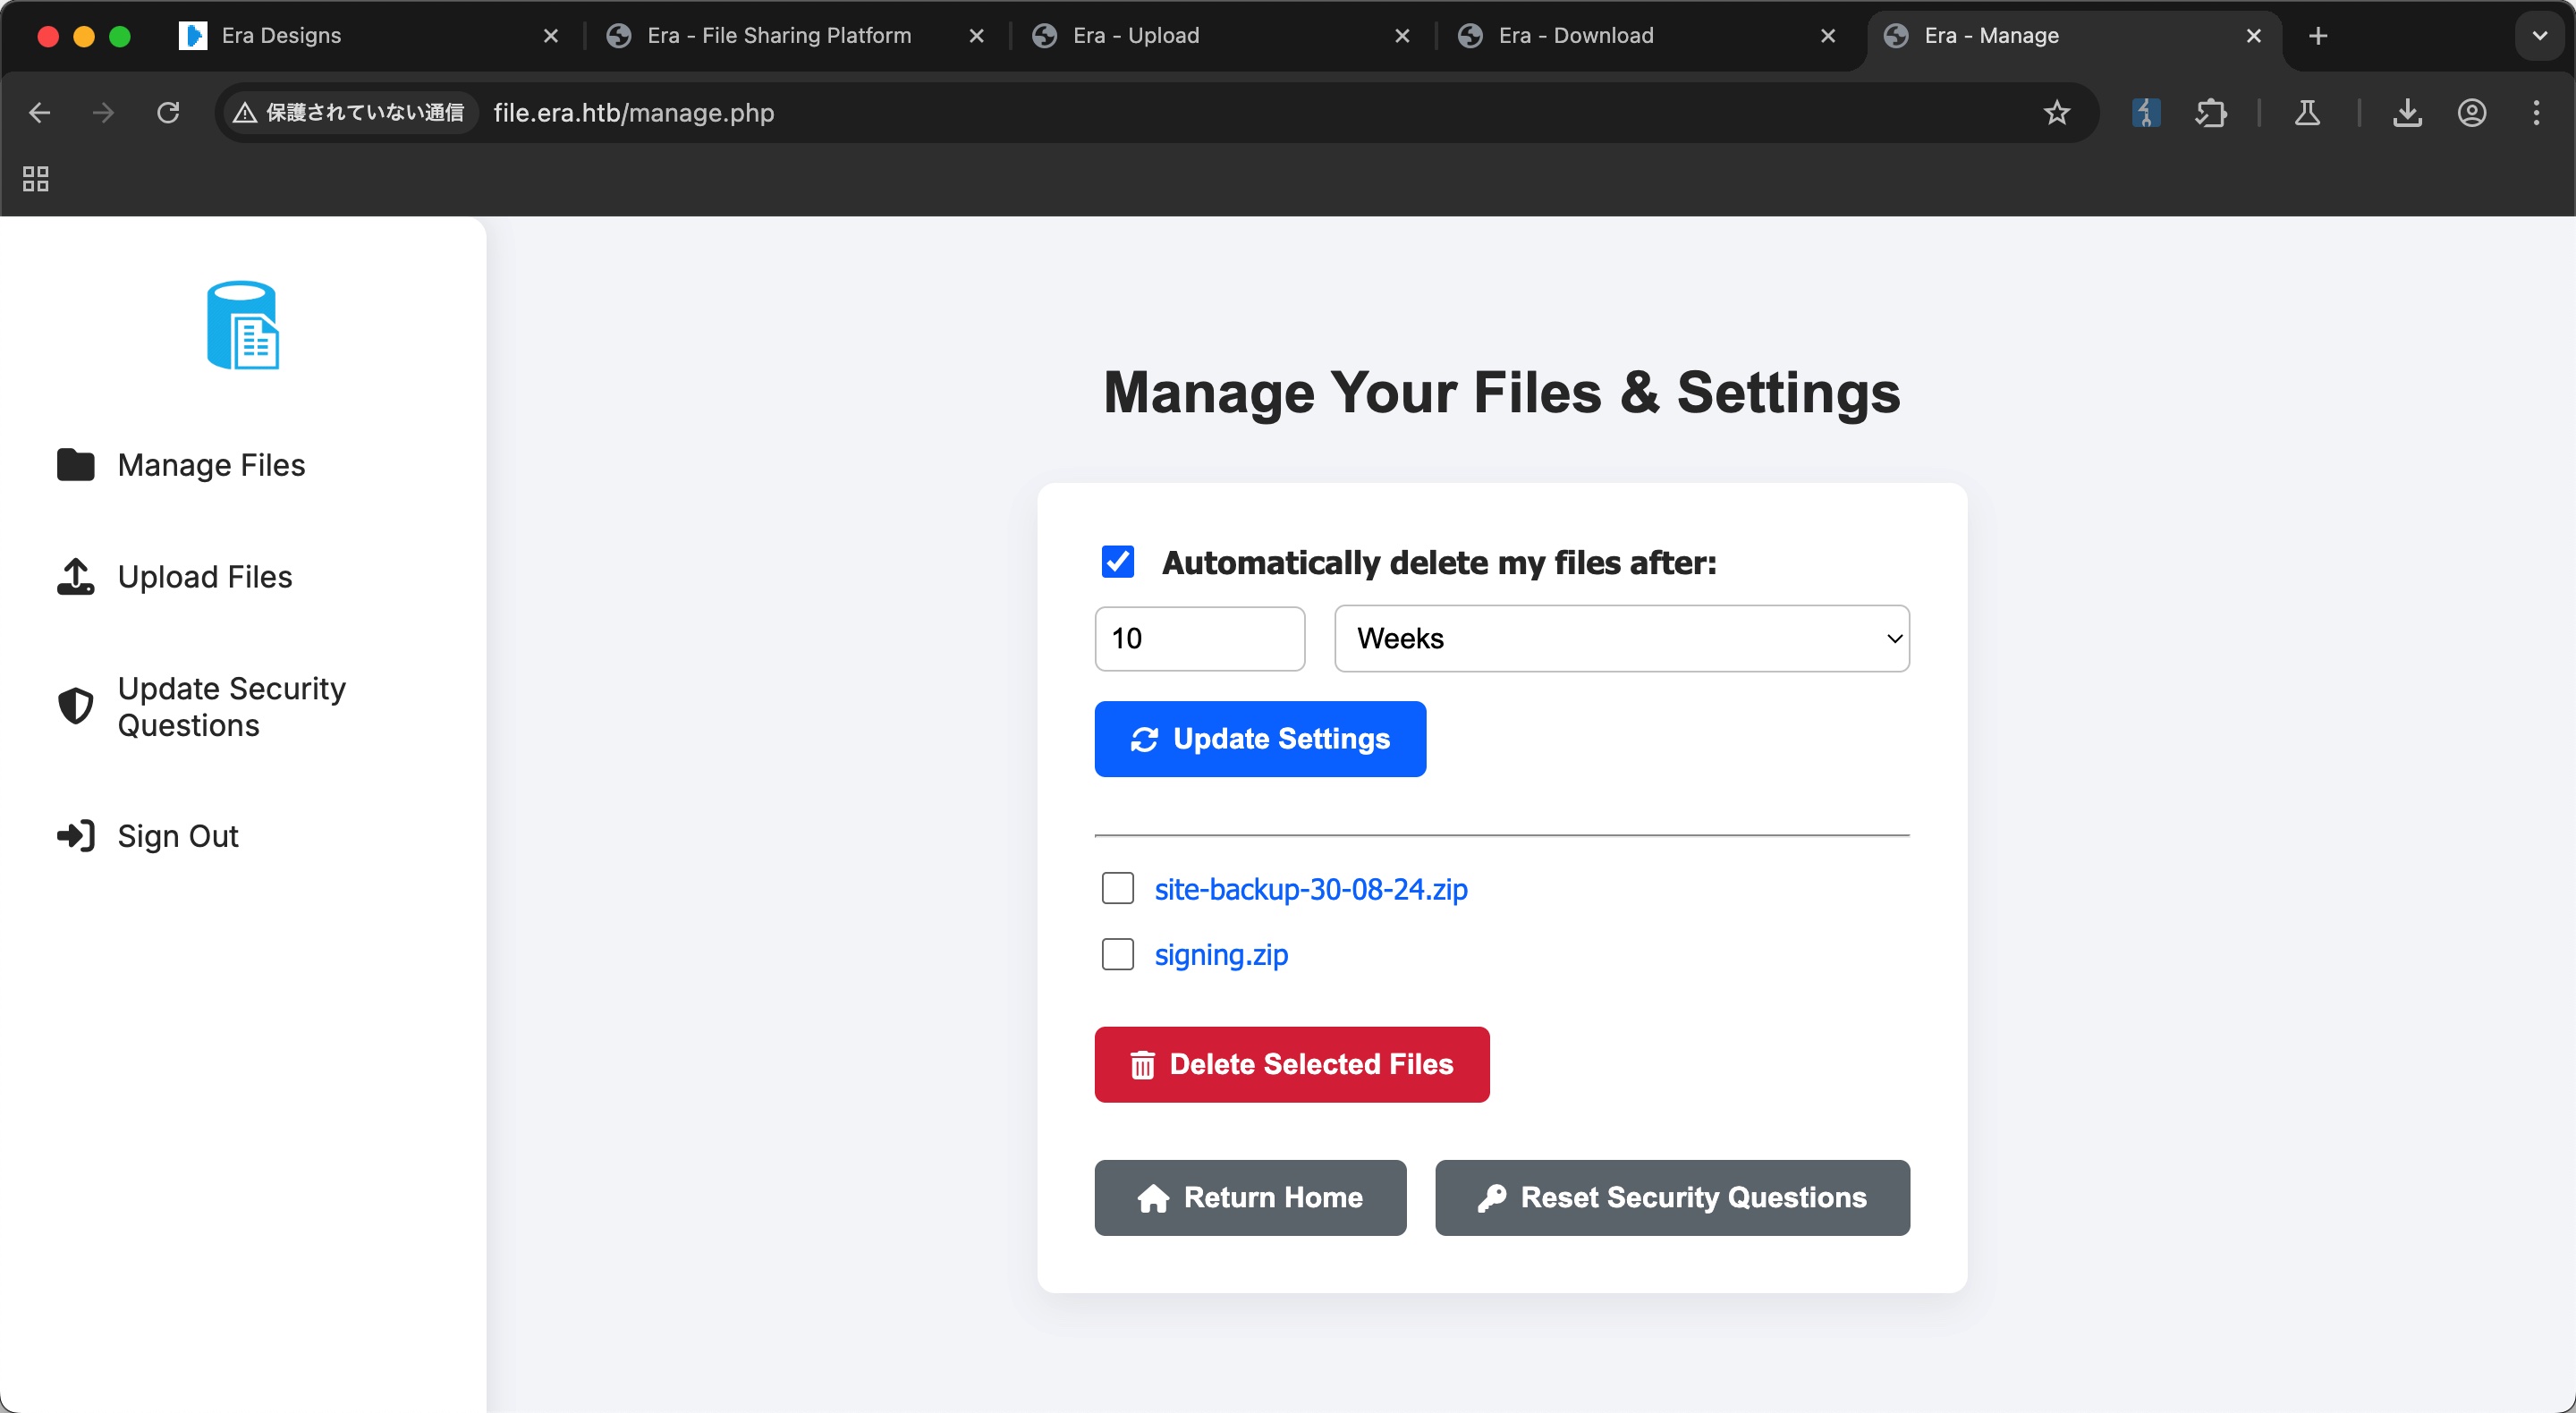 Era Designs
Era - File Sharing Platform
Era - Upload
Era - Download
Era - Manage
保護されていない通信
file.era.htb/manage.php
Manage Files
Upload Files
Update Security
Questions
Sign Out
Manage Your Files & Settings
Automatically delete my files after:
10
Weeks
Update Settings
site-backup-30-08-24.zip
signing.zip
Delete Selected Files
Return Home
Reset Security Questions